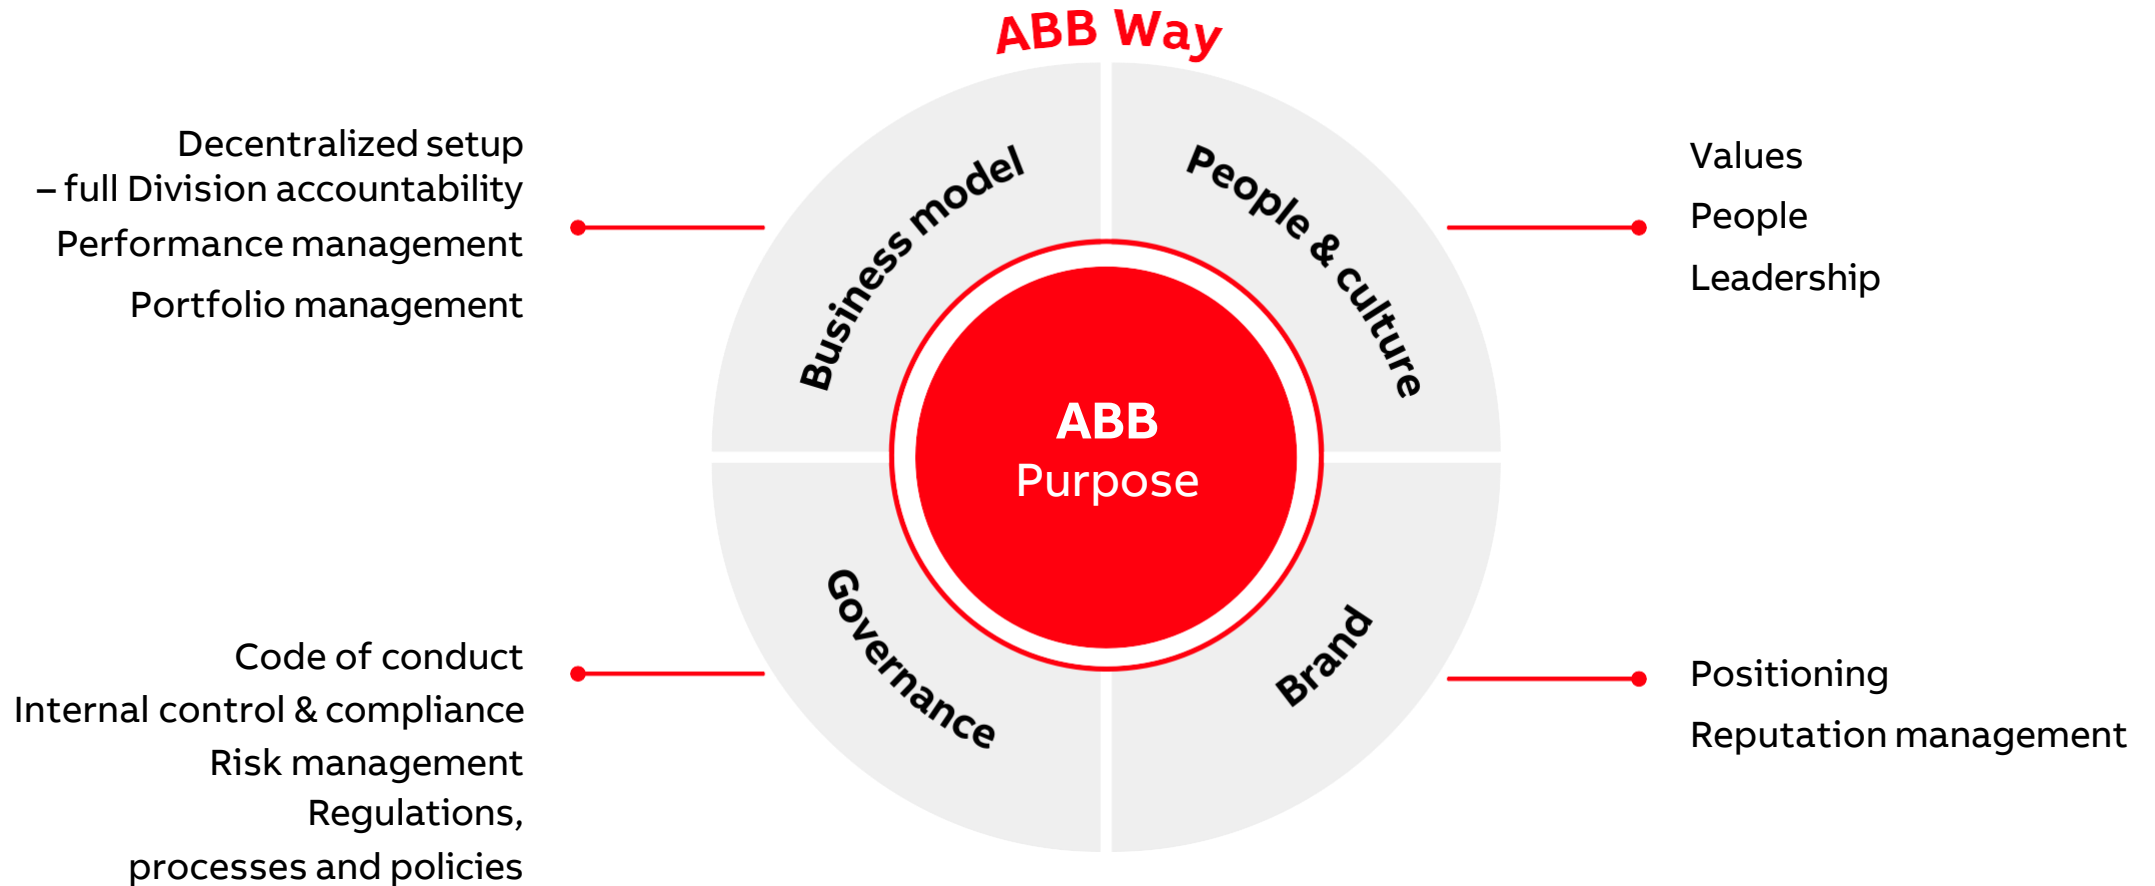 ABB Way
Decentralized setup
– full Division accountability
Performance management
Portfolio management
Business model
People & culture
Values
People
Leadership
ABB
Purpose
Code of conduct
Internal control & compliance
Risk management
Regulations,
processes and policies
Governance
Brand
Positioning
Reputation management